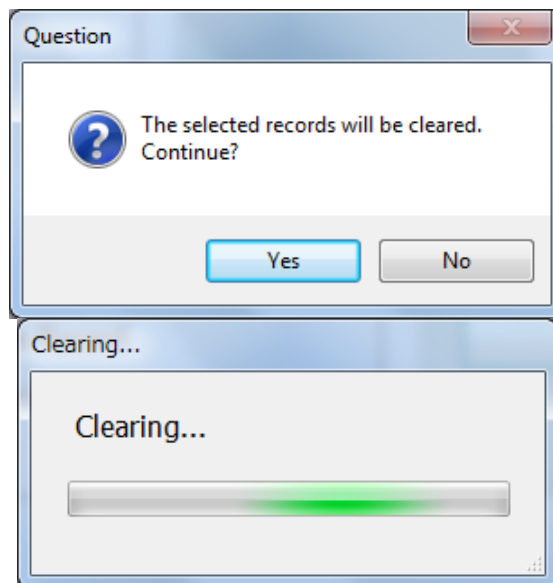 Question
The selected records will be cleared.
Continue?
Yes
No
Clearing...
Clearing...